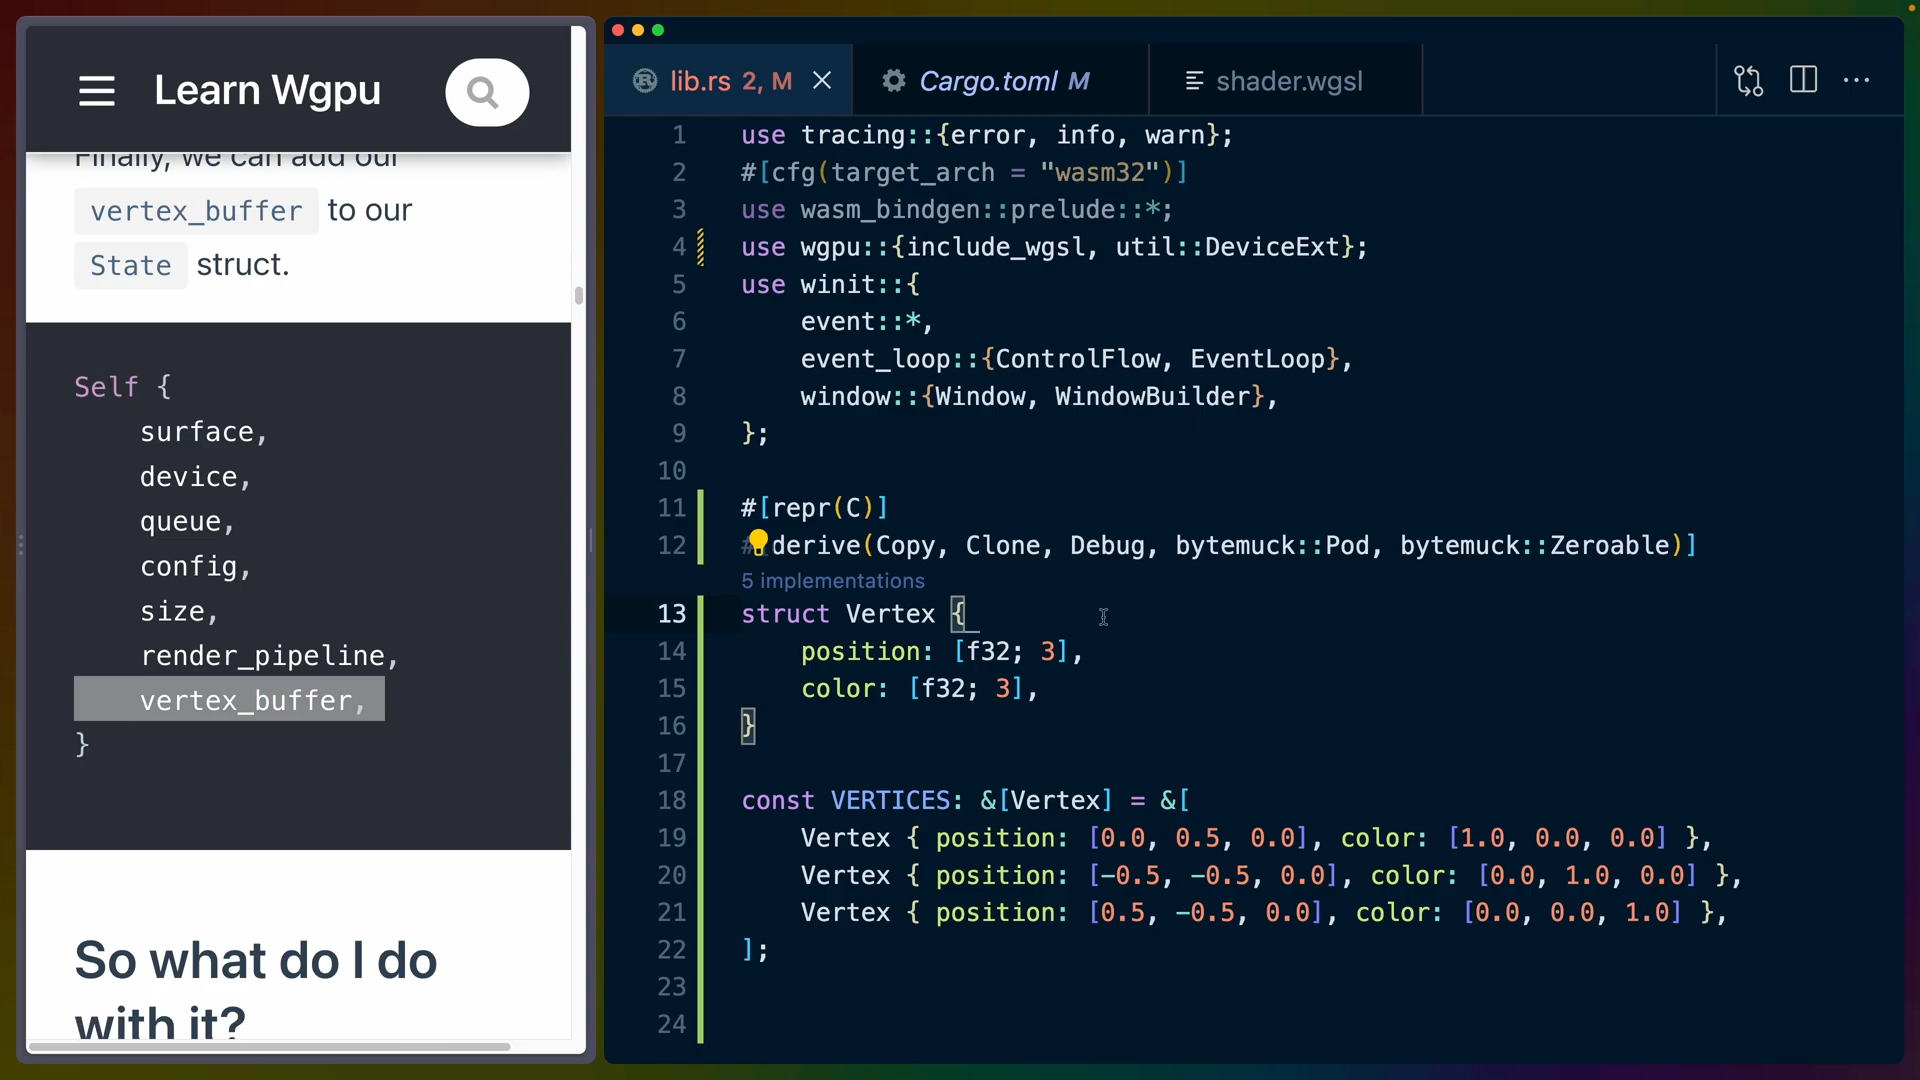 Learn Wgpu
Finally, we can add our
vertex_buffer to our
State struct.
Self {
surface,
device,
queue,
config,
size,
render_pipeline,
vertex_buffer,
}
So what do I do
with it?
lib.rs 2, M
Cargo.toml M
shader.wgsl
1 use tracing::{error, info, warn};
2 #[cfg(target_arch = "wasm32")]
3 use wasm_bindgen::prelude::*;
4 use wgpu::{include_wgsl, util::DeviceExt};
5 use winit::{
6 event::*,
7 event_loop::{ControlFlow, EventLoop},
8 window::{Window, WindowBuilder},
9 };
10
11 #[repr(C)]
12 #[derive(Copy, Clone, Debug, bytemuck::Pod, bytemuck::Zeroable)]
5 implementations
13 struct Vertex {
14 position: [f32; 3],
15 color: [f32; 3],
16 }
17
18 const VERTICES: &[Vertex] = &[
19 Vertex { position: [0.0, 0.5, 0.0], color: [1.0, 0.0, 0.0] },
20 Vertex { position: [-0.5, -0.5, 0.0], color: [0.0, 1.0, 0.0] },
21 Vertex { position: [0.5, -0.5, 0.0], color: [0.0, 0.0, 1.0] },
22 ];
23
24